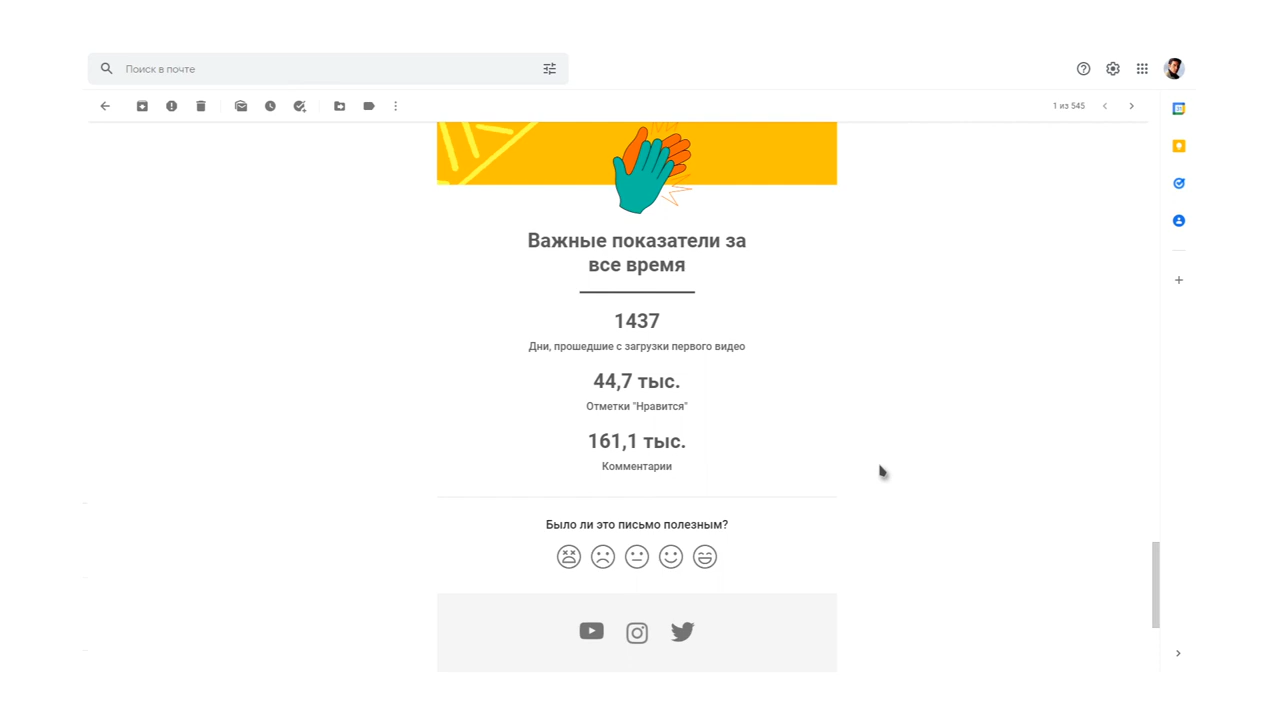 Поиск в почте
1 из 545
Важные показатели за
все время
1437
Дни, прошедшие с загрузки первого видео
44,7 тыс.
Отметки "Нравится"
161,1 тыс.
Комментарии
Было ли это письмо полезным?